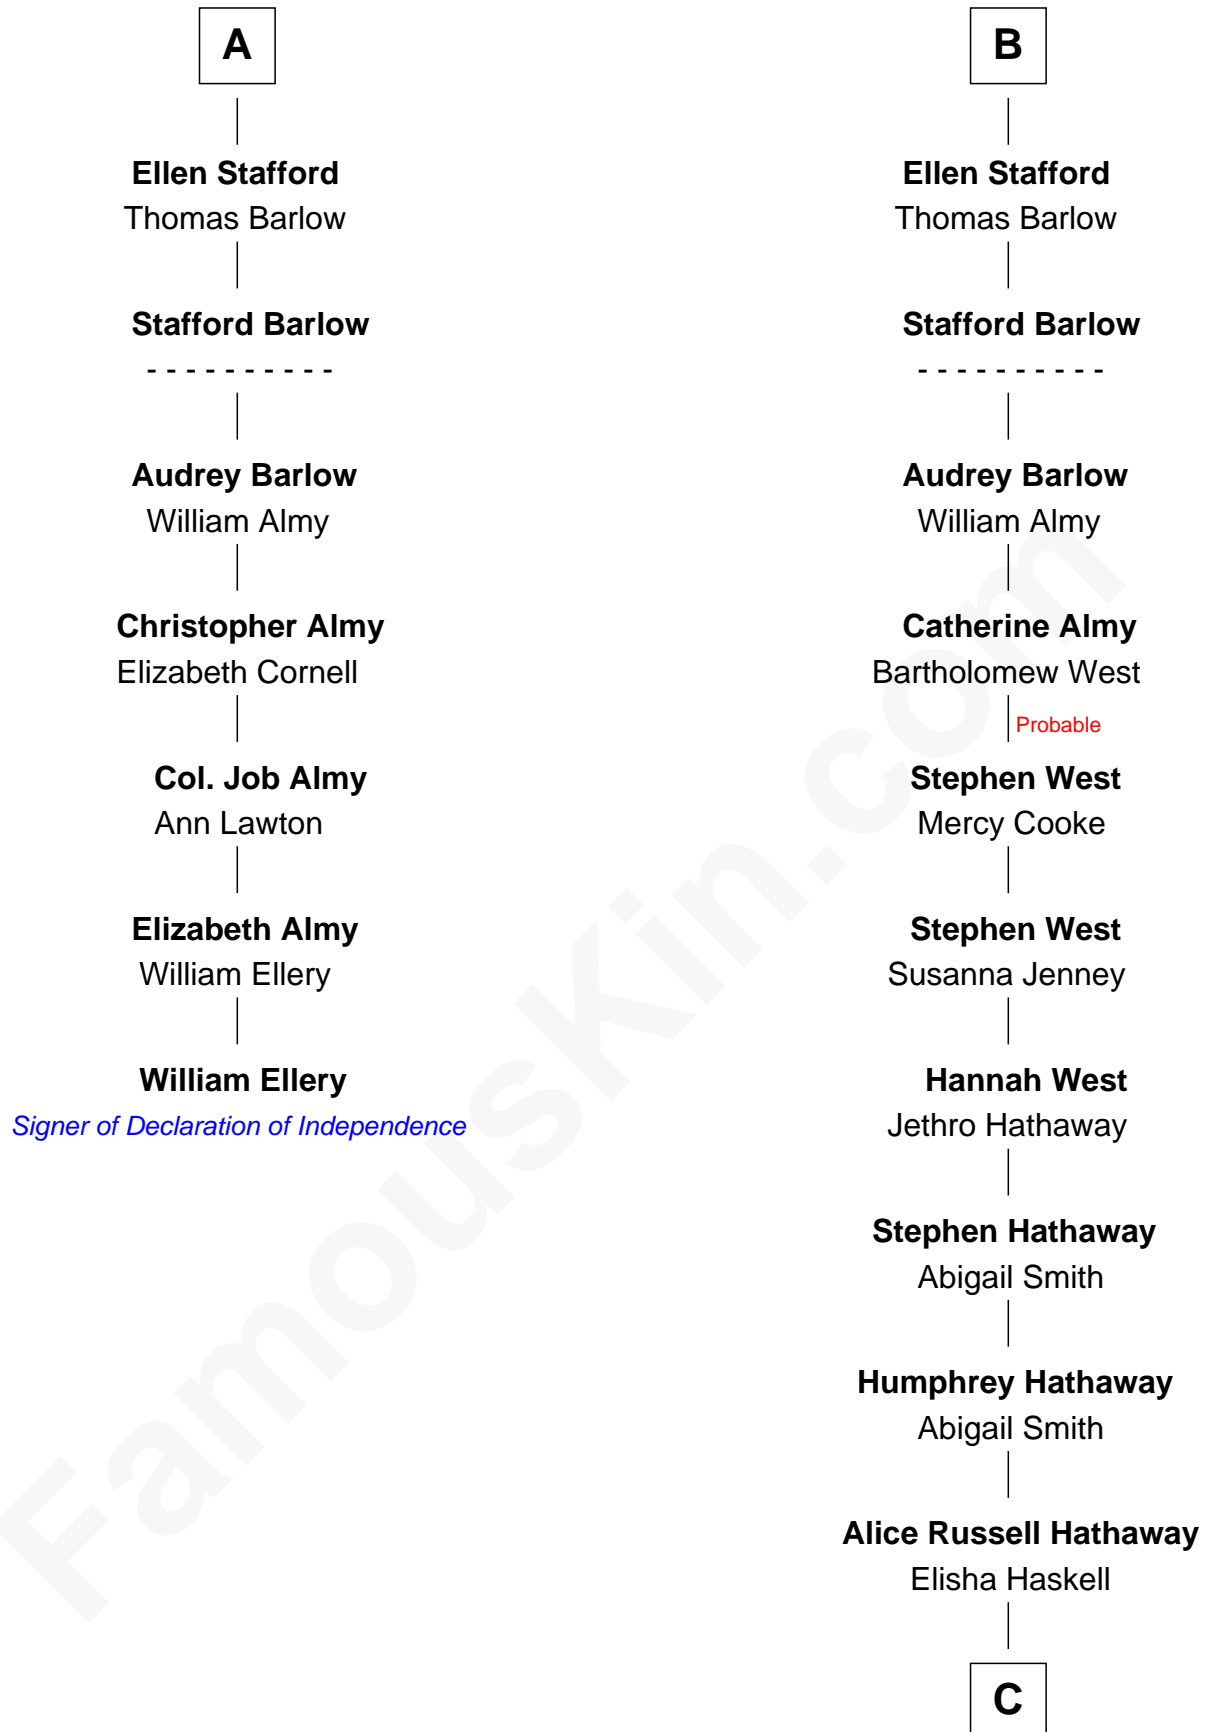 A
Ellen Stafford
Thomas Barlow
Stafford Barlow
- - - - - - - - - -
Audrey Barlow
William Almy
Christopher Almy
Elizabeth Cornell
Col. Job Almy
Ann Lawton
Elizabeth Almy
William Ellery
William Ellery
Signer of Declaration of Independence
B
Ellen Stafford
Thomas Barlow
Stafford Barlow
- - - - - - - - - -
Audrey Barlow
William Almy
Catherine Almy
Bartholomew West
Probable
Stephen West
Mercy Cooke
Stephen West
Susanna Jenney
Hannah West
Jethro Hathaway
Stephen Hathaway
Abigail Smith
Humphrey Hathaway
Abigail Smith
Alice Russell Hathaway
Elisha Haskell
C
FamousKin.com